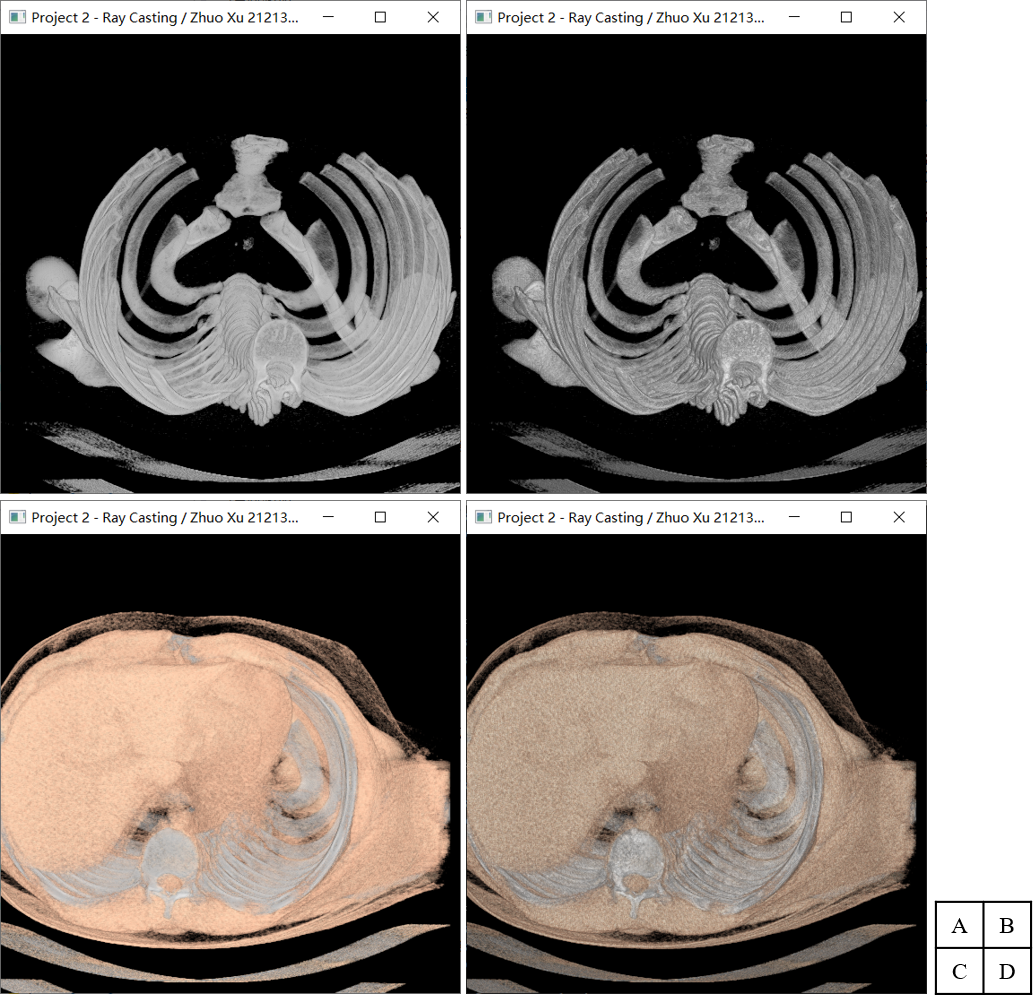 Project 2 - Ray Casting / Zhuo Xu 21213...
Project 2 - Ray Casting / Zhuo Xu 21213...
Project 2 - Ray Casting / Zhuo Xu 21213...
Project 2 - Ray Casting / Zhuo Xu 21213...
A B
C D